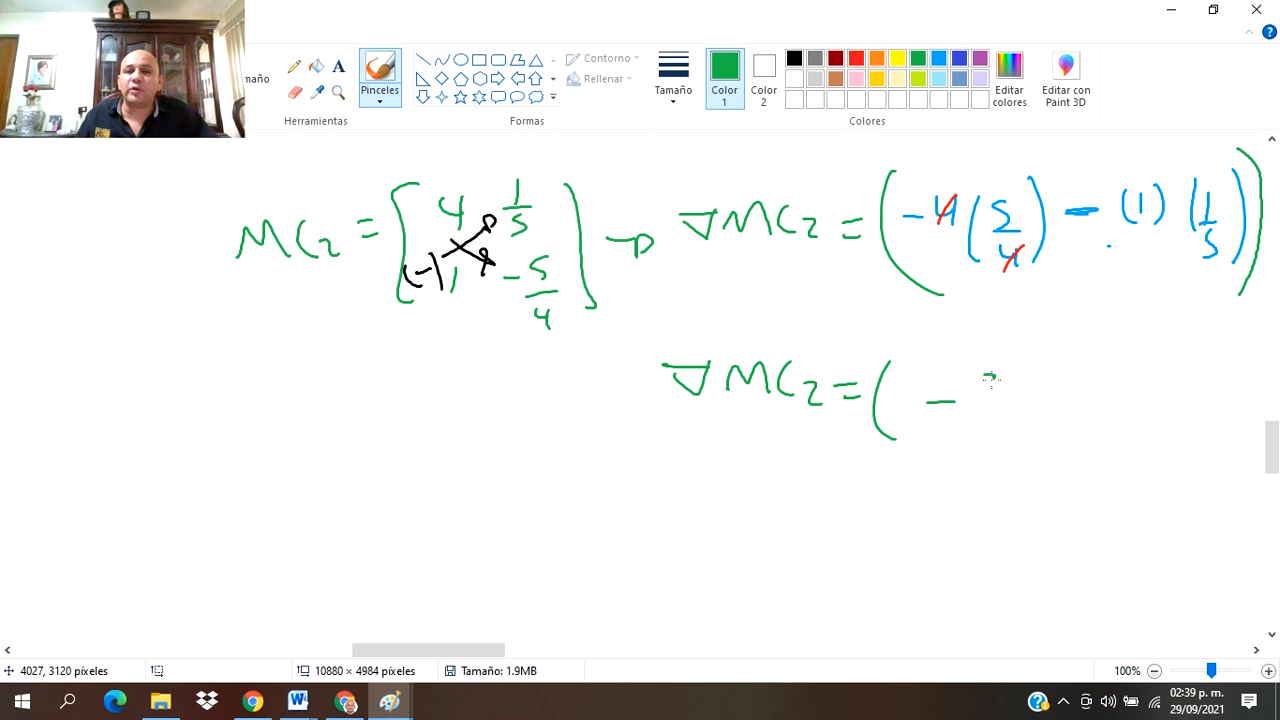 maño
Pinceles
Herramientas
Contorno
Rellenar
Formas
Tamaño
Color 1
Color 2
Editar colores
Editar con Paint 3D
Colores
MC2 = [ 4 1/5 (-) 1 -5/4 ] → ∇MC2 = ( -4 (5/4) - (1) (1/5) )
∇MC2 = ( -
4027, 3120 píxeles
10880 × 4984 píxeles
Tamaño: 1.9MB
100%
02:39 p. m.
29/09/2021